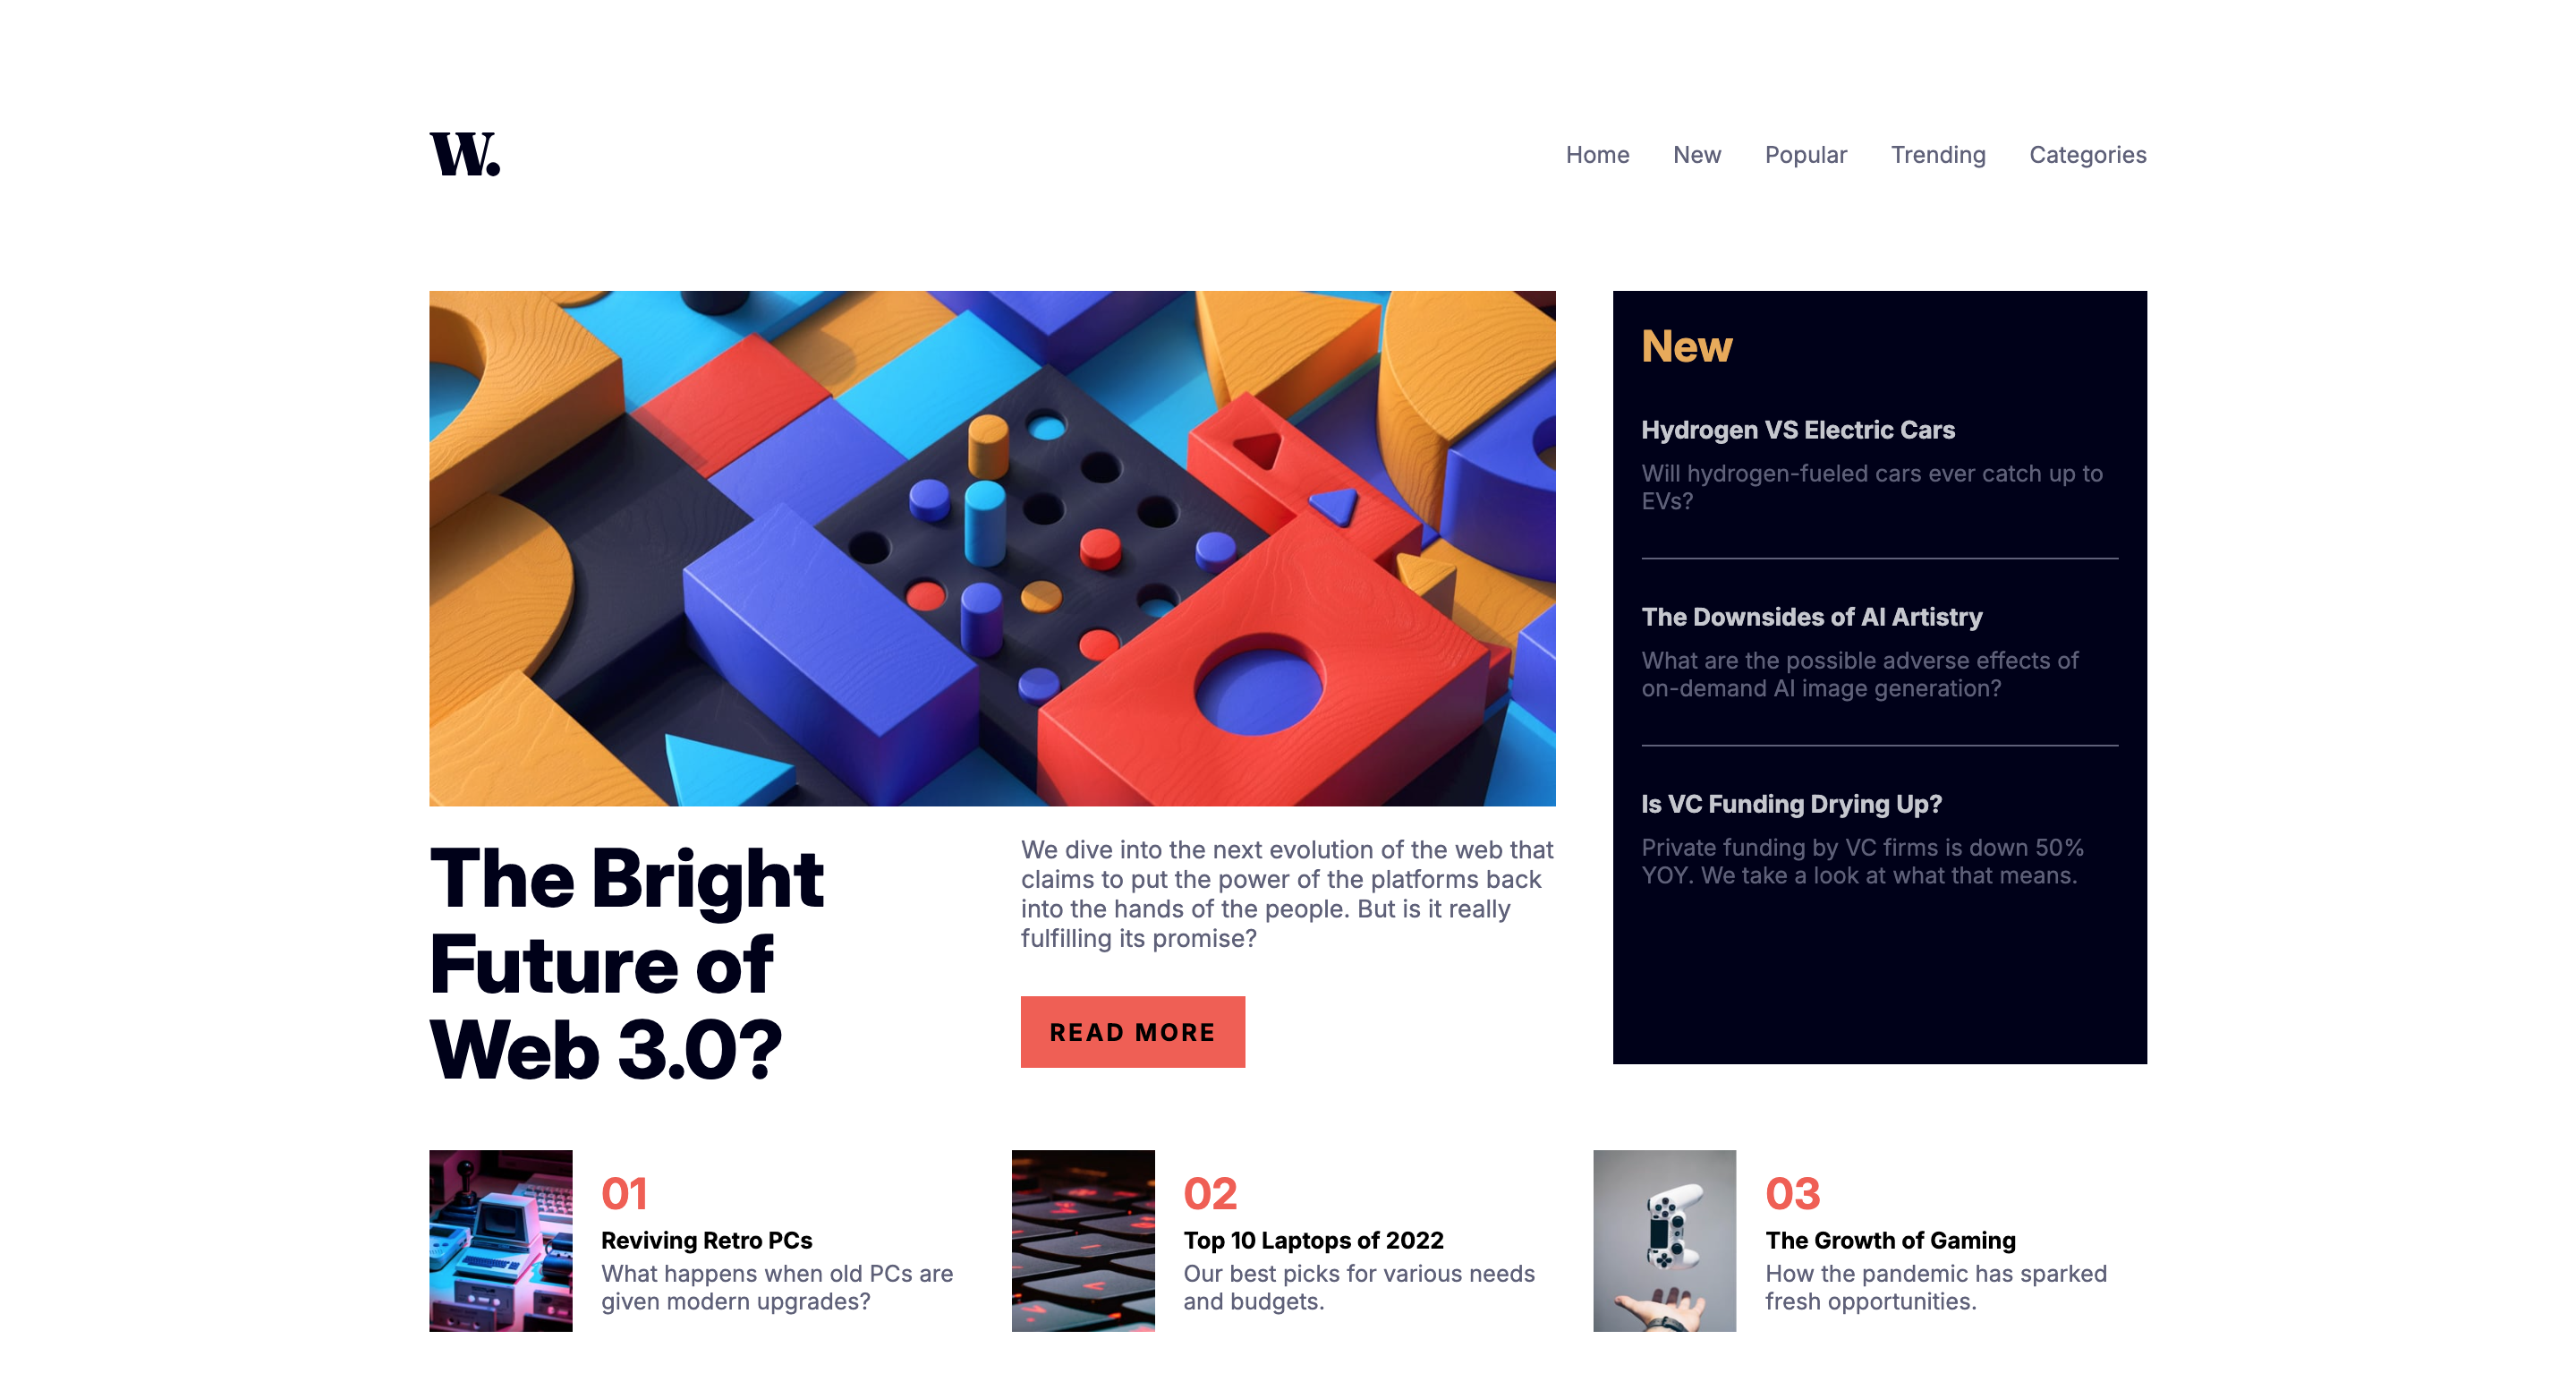 W.
Home New Popular Trending Categories
The Bright
Future of
Web 3.0?
We dive into the next evolution of the web that
claims to put the power of the platforms back
into the hands of the people. But is it really
fulfilling its promise?
READ MORE
New
Hydrogen VS Electric Cars
Will hydrogen-fueled cars ever catch up to
EVs?
The Downsides of AI Artistry
What are the possible adverse effects of
on-demand AI image generation?
Is VC Funding Drying Up?
Private funding by VC firms is down 50%
YOY. We take a look at what that means.
01
Reviving Retro PCs
What happens when old PCs are
given modern upgrades?
02
Top 10 Laptops of 2022
Our best picks for various needs
and budgets.
03
The Growth of Gaming
How the pandemic has sparked
fresh opportunities.